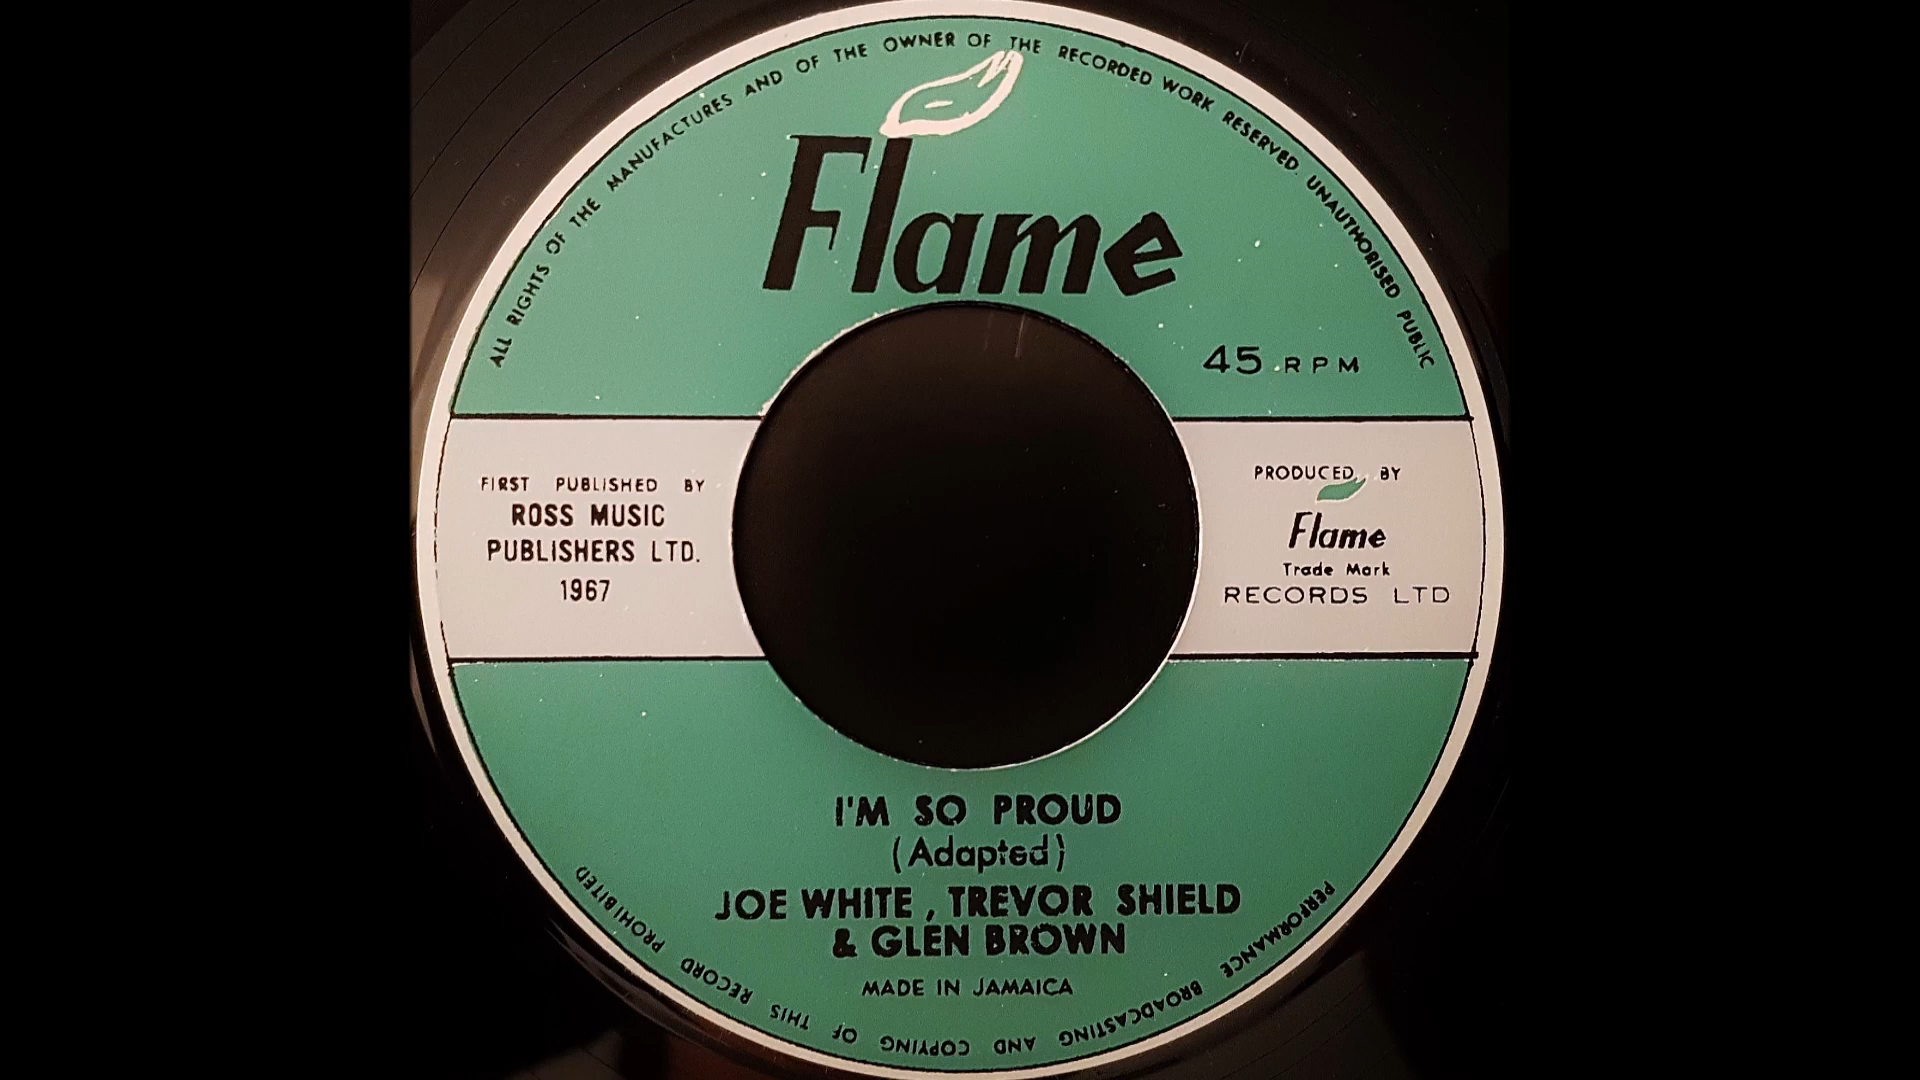 ALL RIGHTS OF THE MANUFACTURES AND OF THE OWNER OF THE RECORDED WORK RESERVED. UNAUTHORISED PUBLIC
Flame
45 RPM
FIRST PUBLISHED BY
ROSS MUSIC
PUBLISHERS LTD.
1967
PRODUCED BY
Flame
Trade Mark
RECORDS LTD
I'M SO PROUD
(Adapted)
JOE WHITE, TREVOR SHIELD
& GLEN BROWN
MADE IN JAMAICA
PERFORMANCE BROADCASTING AND COPYING OF THIS RECORD PROHIBITED